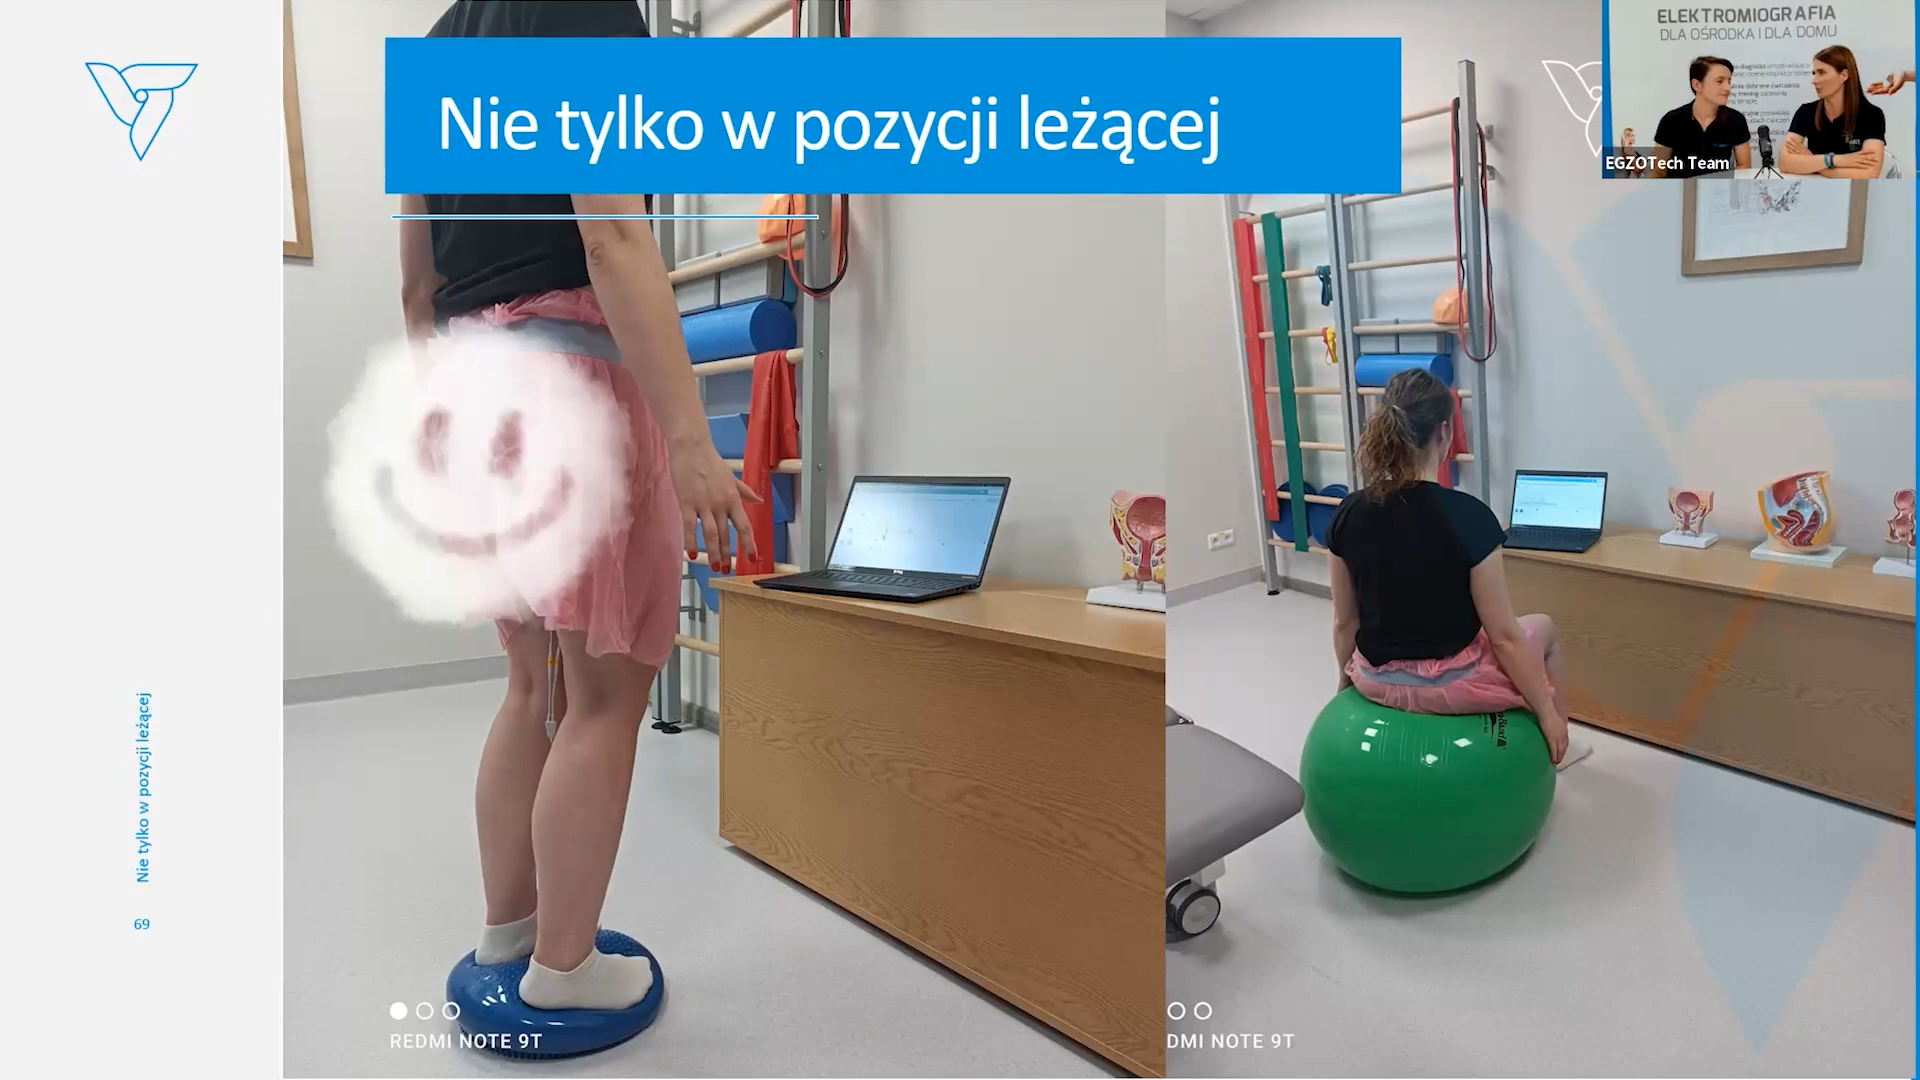 Nie tylko w pozycji leżącej
ELEKTROMIOGRAFIA
DLA OŚRODKA I DLA DOMU
EGZOTech Team
Nie tylko w pozycji leżącej
69
REDMI NOTE 9T
DMI NOTE 9T